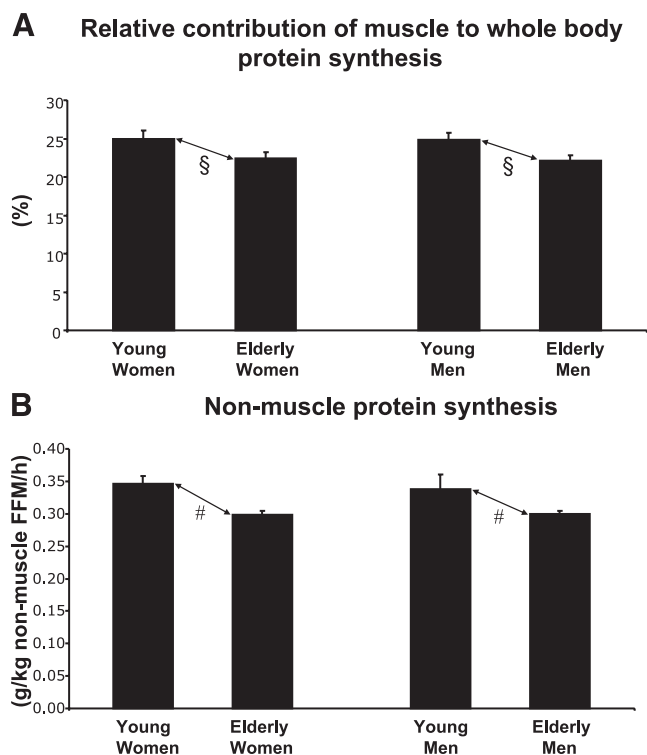 A
Relative contribution of muscle to whole body
protein synthesis
(%)
30
25
20
15
10
5
0
§
§
Young
Women
Elderly
Women
Young
Men
Elderly
Men
B
Non-muscle protein synthesis
(g/kg non-muscle FFM/h)
0.40
0.35
0.30
0.25
0.20
0.15
0.10
0.05
0.00
#
#
Young
Women
Elderly
Women
Young
Men
Elderly
Men